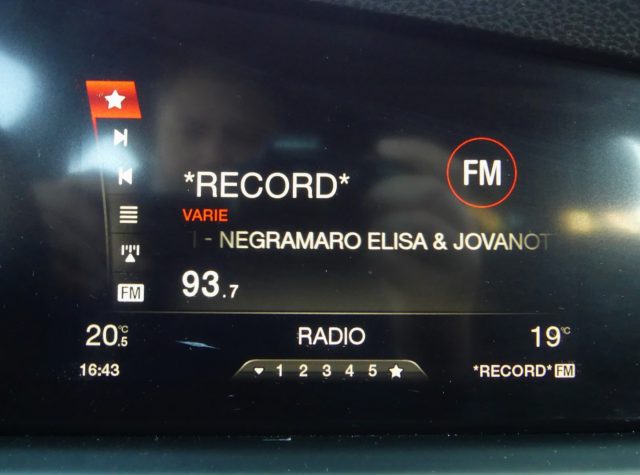 FM
*RECORD*
VARIE
- NEGRAMARO ELISA & JOVANOT
93.7
FM
20.5°C
RADIO
19°C
16:43
1 2 3 4 5
*RECORD* FM